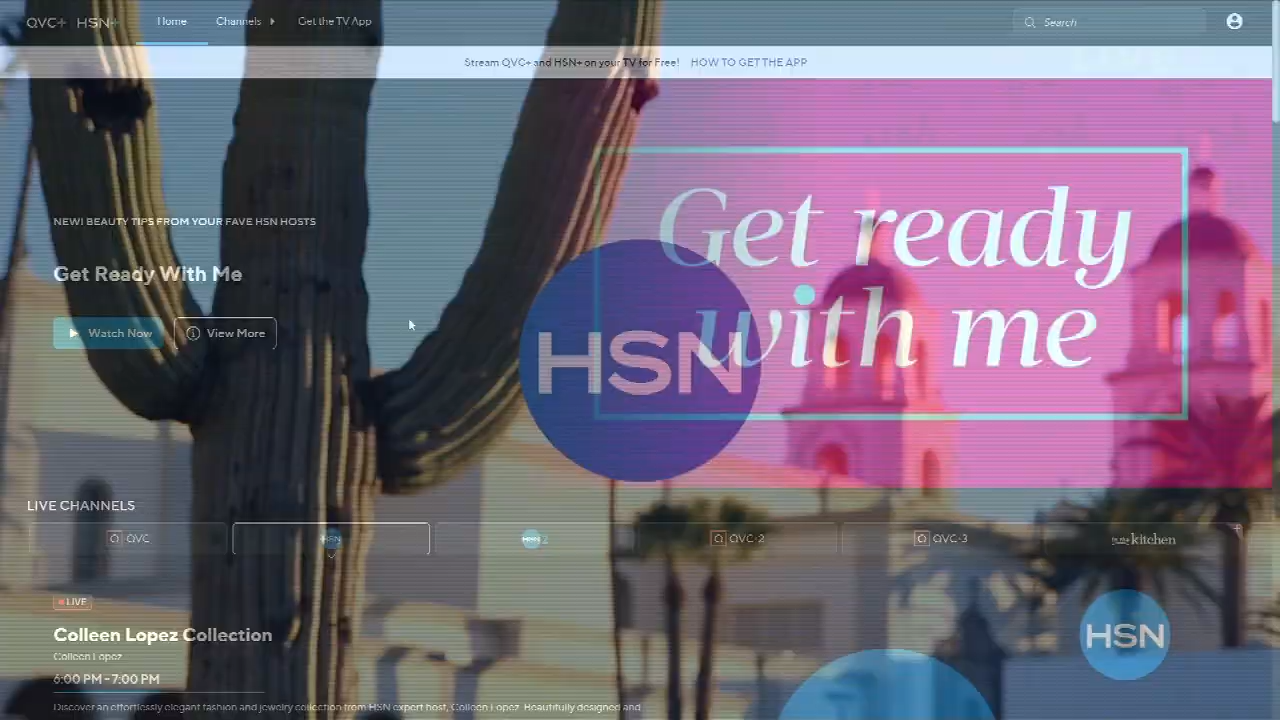 QVC+ HSN+
Home
Channels
Get the TV App
Search
Stream QVC+ and HSN+ on your TV for Free! HOW TO GET THE APP
NEW! BEAUTY TIPS FROM YOUR FAVE HSN HOSTS
Get Ready With Me
Watch Now
View More
Get ready
with me
HSN
LIVE CHANNELS
QVC
HSN
HSN 2
QVC·2
QVC·3
kitchen
LIVE
Colleen Lopez Collection
Colleen Lopez
6:00 PM - 7:00 PM
Discover an effortlessly elegant fashion and jewelry collection from HSN expert host, Colleen Lopez. Beautifully designed and
HSN